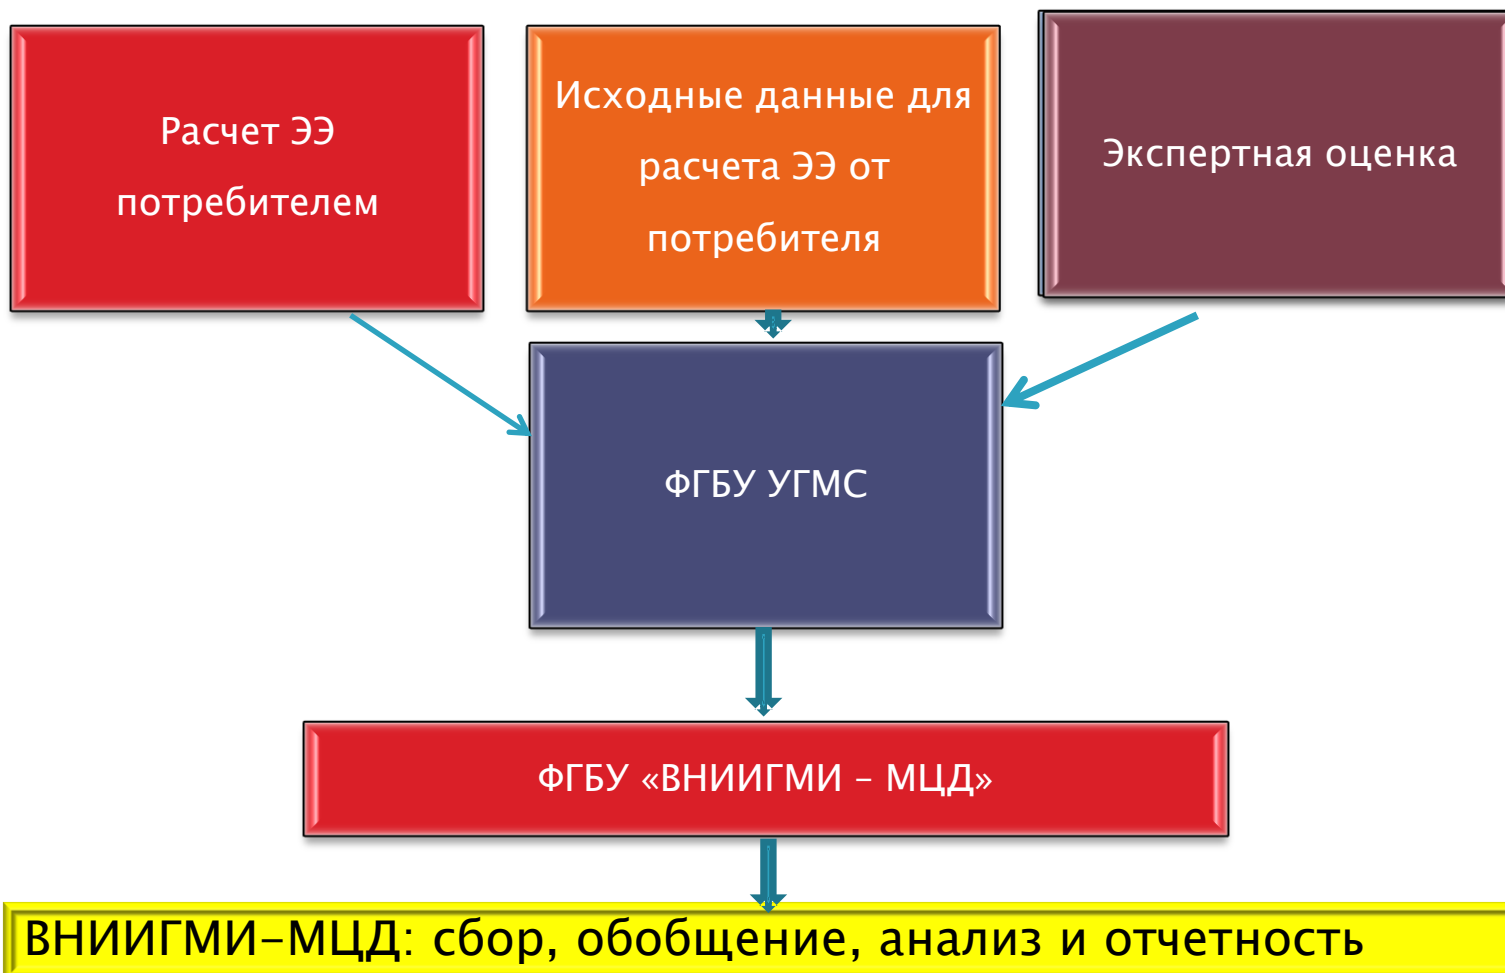 Расчет ЭЭ
потребителем
Исходные данные для
расчета ЭЭ от
потребителя
Экспертная оценка
ФГБУ УГМС
ФГБУ «ВНИИГМИ – МЦД»
ВНИИГМИ-МЦД: сбор, обобщение, анализ и отчетность